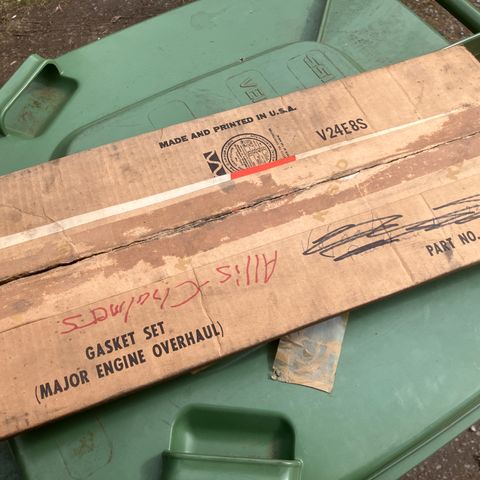 MADE AND PRINTED IN U.S.A.
V24E8S
Allis-Chalmers
PART NO.
GASKET SET
(MAJOR ENGINE OVERHAUL)